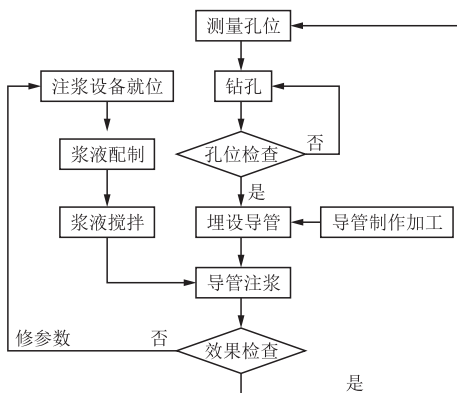 测量孔位
注浆设备就位
钻孔
否
浆液配制
孔位检查
是
浆液搅拌
埋设导管
导管制作加工
导管注浆
修参数
否
效果检查
是